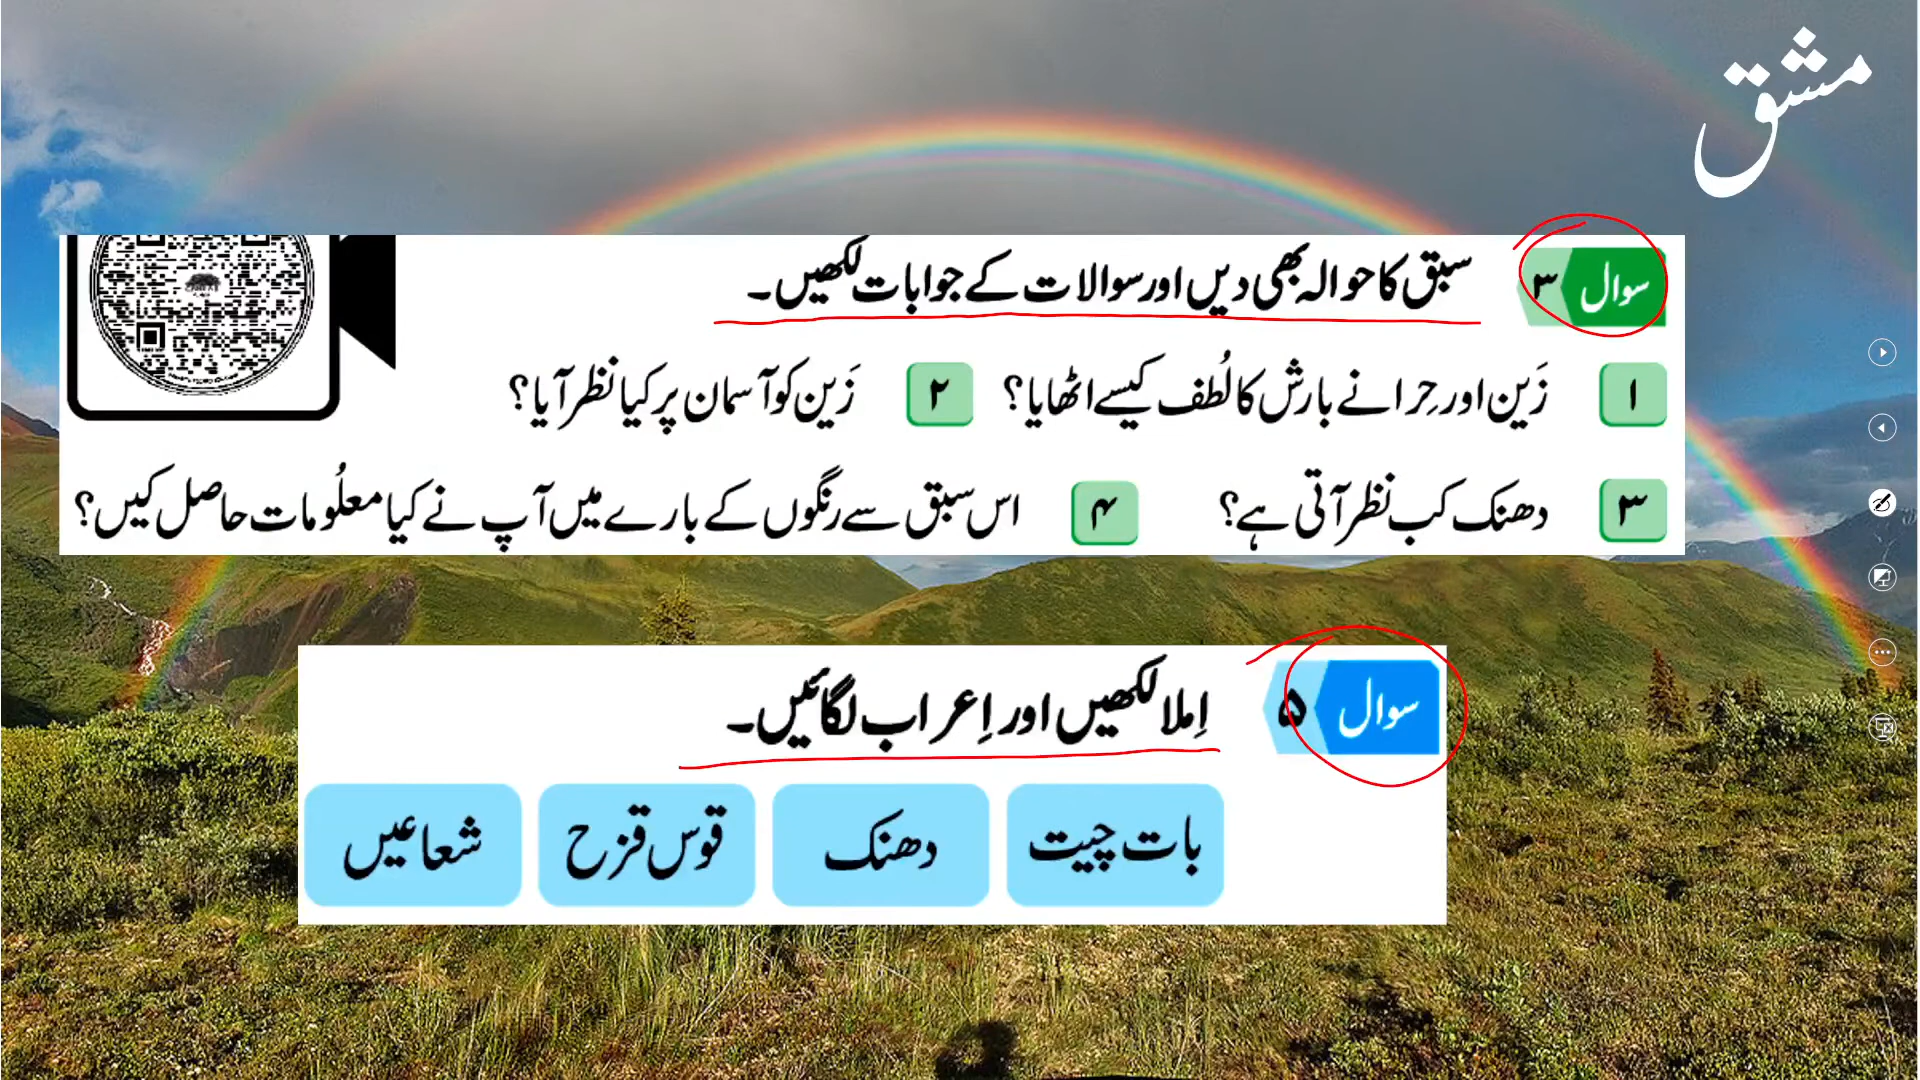 مشق
سوال ۳ سبق کا حوالہ بھی دیں اور سوالات کے جوابات لکھیں۔
۱ زَین اور حِرا نے بارش کا لُطف کیسے اٹھایا؟ ۲ زَین کو آسمان پر کیا نظر آیا؟
۳ دھنک کب نظر آتی ہے؟ ۴ اس سبق سے رنگوں کے بارے میں آپ نے کیا معلُومات حاصل کیں؟
سوال ۵ اِملا لکھیں اور اِعراب لگائیں۔
بات چیت دھنک قوس قزح شعاعیں